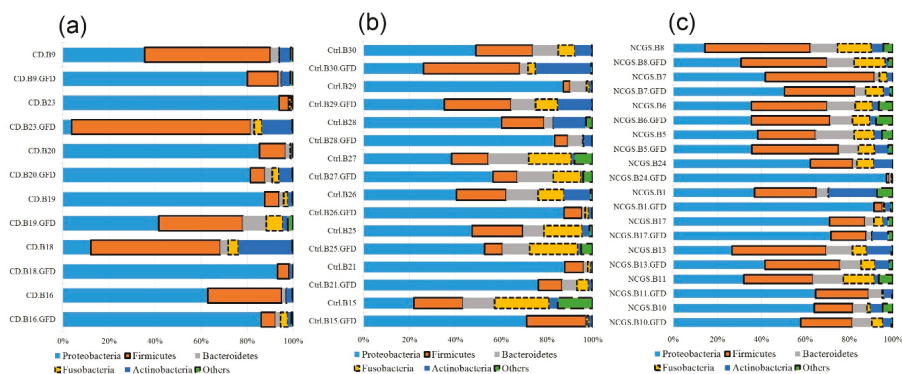 (a)
CD.B9
CD.B9.GFD
CD.B23
CD.B23.GFD
CD.B20
CD.B20.GFD
CD.B19
CD.B19.GFD
CD.B18
CD.B18.GFD
CD.B16
CD.B16.GFD
0% 20% 40% 60% 80% 100%
Proteobacteria Firmicutes Bacteroidetes
Fusobacteria Actinobacteria Others
(b)
Ctrl.B30
Ctrl.B30.GFD
Ctrl.B29
Ctrl.B29.GFD
Ctrl.B28
Ctrl.B28.GFD
Ctrl.B27
Ctrl.B27.GFD
Ctrl.B26
Ctrl.B26.GFD
Ctrl.B25
Ctrl.B25.GFD
Ctrl.B21
Ctrl.B21.GFD
Ctrl.B15
Ctrl.B15.GFD
0% 20% 40% 60% 80% 100%
Proteobacteria Firmicutes Bacteroidetes
Fusobacteria Actinobacteria Others
(c)
NCGS.B8
NCGS.B8.GFD
NCGS.B7
NCGS.B7.GFD
NCGS.B6
NCGS.B6.GFD
NCGS.B5
NCGS.B5.GFD
NCGS.B24
NCGS.B24.GFD
NCGS.B1
NCGS.B1.GFD
NCGS.B17
NCGS.B17.GFD
NCGS.B13
NCGS.B13.GFD
NCGS.B11
NCGS.B11.GFD
NCGS.B10
NCGS.B10.GFD
0% 20% 40% 60% 80% 100%
Proteobacteria Firmicutes Bacteroidetes
Fusobacteria Actinobacteria Others